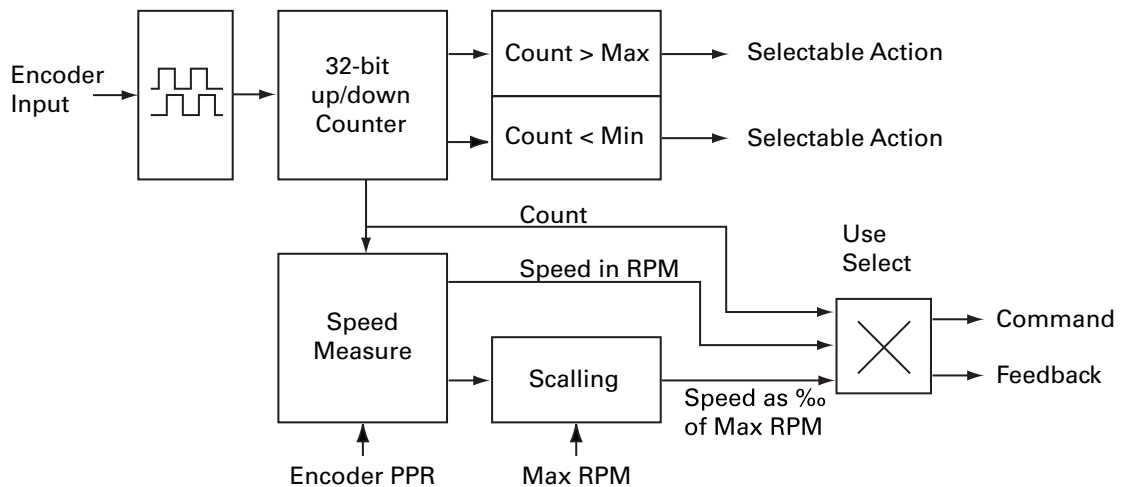 Encoder
Input
32-bit
up/down
Counter
Count > Max
Selectable Action
Count < Min
Selectable Action
Count
Use
Select
Speed in RPM
Speed
Measure
Scalling
Command
Feedback
Speed as ‰
of Max RPM
Encoder PPR
Max RPM